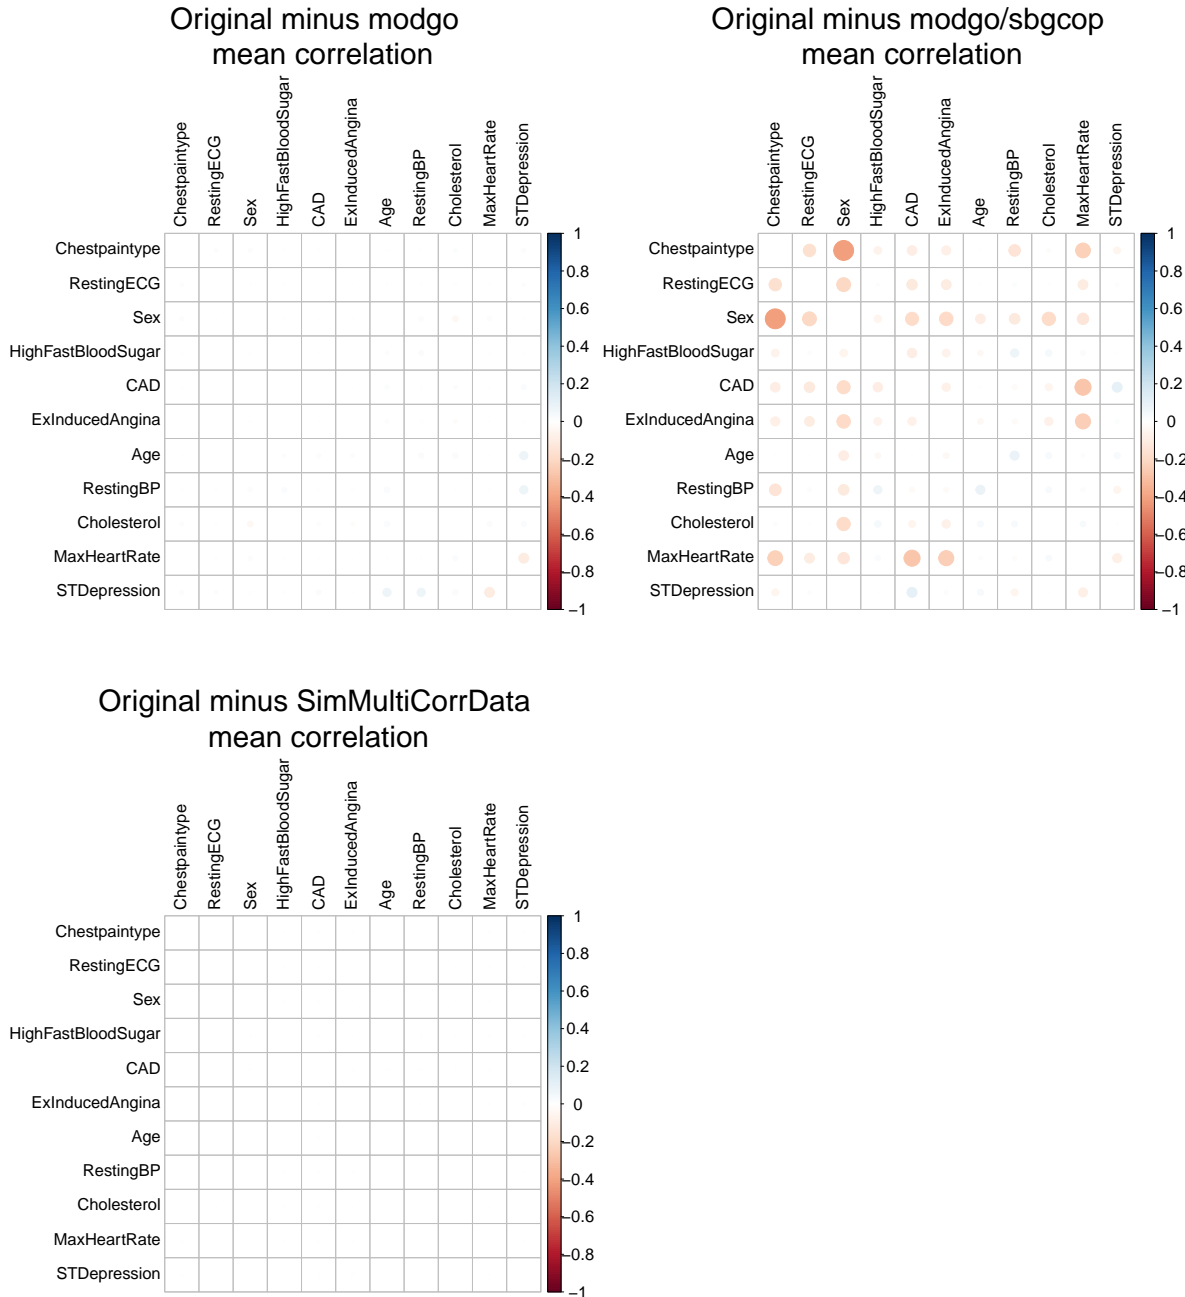 Original minus modgo
mean correlation
Chestpaintype
RestingECG
Sex
HighFastBloodSugar
CAD
ExInducedAngina
Age
RestingBP
Cholesterol
MaxHeartRate
STDepression
Chestpaintype
RestingECG
Sex
HighFastBloodSugar
CAD
ExInducedAngina
Age
RestingBP
Cholesterol
MaxHeartRate
STDepression
1
0.8
0.6
0.4
0.2
0
−0.2
−0.4
−0.6
−0.8
−1
Original minus modgo/sbgcop
mean correlation
Chestpaintype
RestingECG
Sex
HighFastBloodSugar
CAD
ExInducedAngina
Age
RestingBP
Cholesterol
MaxHeartRate
STDepression
Chestpaintype
RestingECG
Sex
HighFastBloodSugar
CAD
ExInducedAngina
Age
RestingBP
Cholesterol
MaxHeartRate
STDepression
1
0.8
0.6
0.4
0.2
0
−0.2
−0.4
−0.6
−0.8
−1
Original minus SimMultiCorrData
mean correlation
Chestpaintype
RestingECG
Sex
HighFastBloodSugar
CAD
ExInducedAngina
Age
RestingBP
Cholesterol
MaxHeartRate
STDepression
Chestpaintype
RestingECG
Sex
HighFastBloodSugar
CAD
ExInducedAngina
Age
RestingBP
Cholesterol
MaxHeartRate
STDepression
1
0.8
0.6
0.4
0.2
0
−0.2
−0.4
−0.6
−0.8
−1